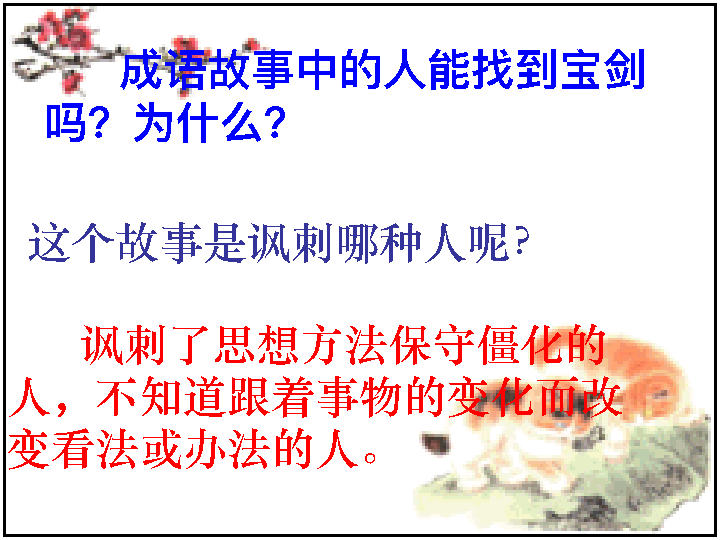 成语故事中的人能找到宝剑
吗？为什么？
这个故事是讽刺哪种人呢？
讽刺了思想方法保守僵化的
人，不知道跟着事物的变化而改
变看法或办法的人。